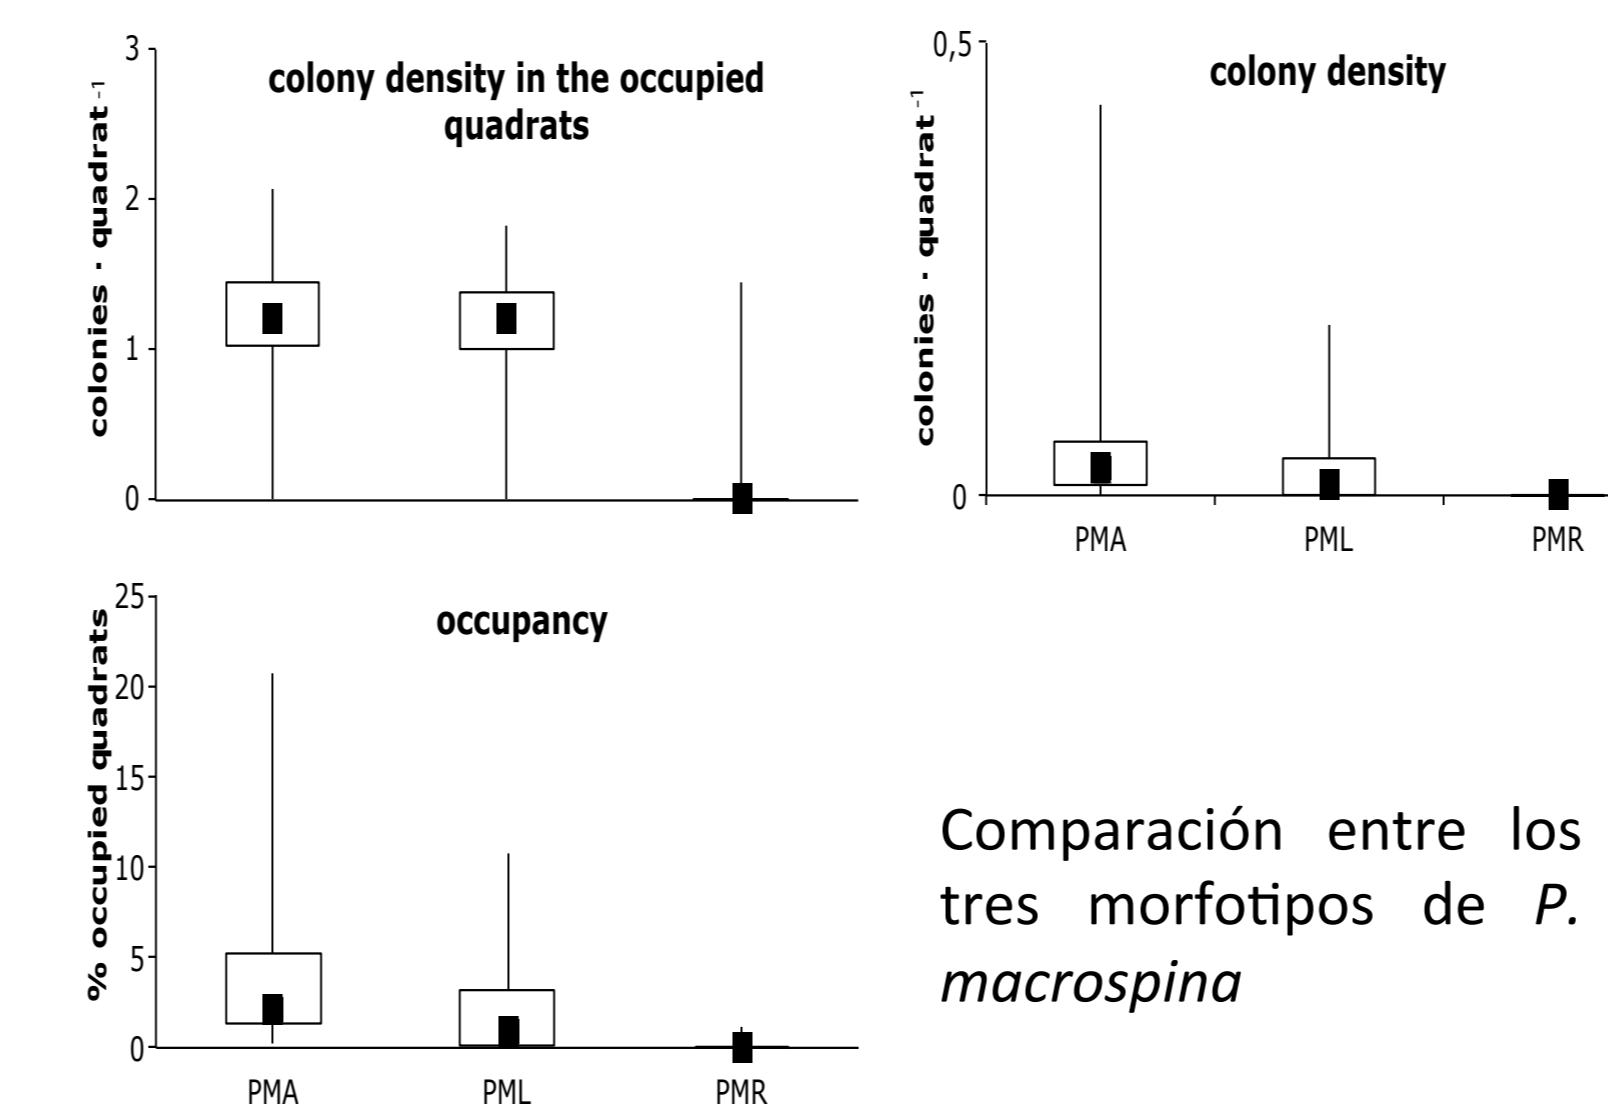 colony density in the occupied
quadrats
colonies · quadrat⁻¹
3
2
1
0
colony density
colonies · quadrat⁻¹
0,5
0
PMA PML PMR
occupancy
% occupied quadrats
25
20
15
10
5
0
PMA PML PMR
Comparación entre los
tres morfotipos de P.
macrospina